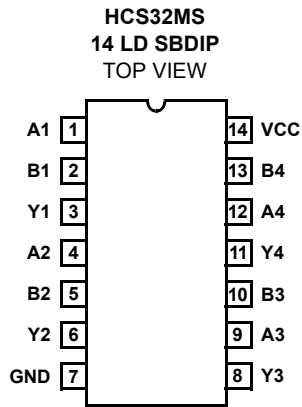 HCS32MS
14 LD SBDIP
TOP VIEW
A1 1 14 VCC
B1 2 13 B4
Y1 3 12 A4
A2 4 11 Y4
B2 5 10 B3
Y2 6 9 A3
GND 7 8 Y3